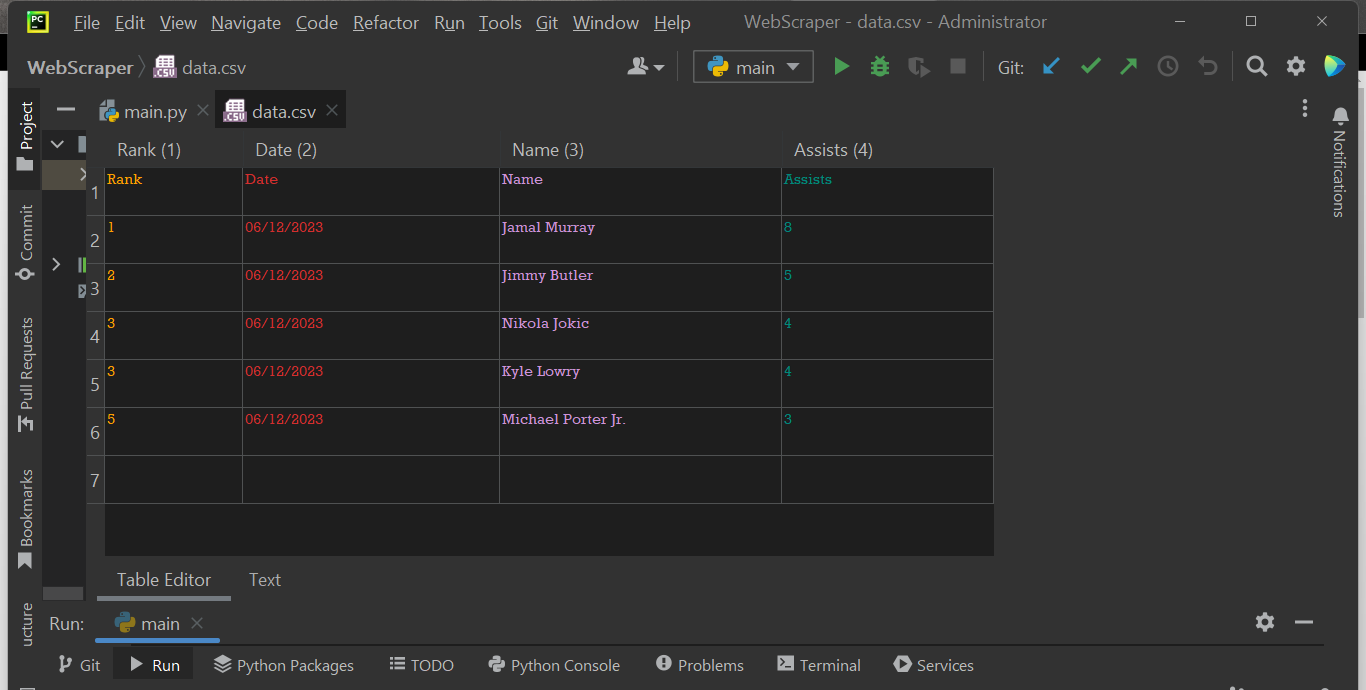 PC
File Edit View Navigate Code Refactor Run Tools Git Window Help WebScraper - data.csv - Administrator
WebScraper data.csv main Git:
Project
Commit
Pull Requests
Bookmarks
ucture
main.py data.csv
Notifications
Rank (1) Date (2) Name (3) Assists (4)
1 Rank Date Name Assists
2 1 06/12/2023 Jamal Murray 8
3 2 06/12/2023 Jimmy Butler 5
4 3 06/12/2023 Nikola Jokic 4
5 3 06/12/2023 Kyle Lowry 4
6 5 06/12/2023 Michael Porter Jr. 3
7
Table Editor Text
Run: main
Git Run Python Packages TODO Python Console Problems Terminal Services